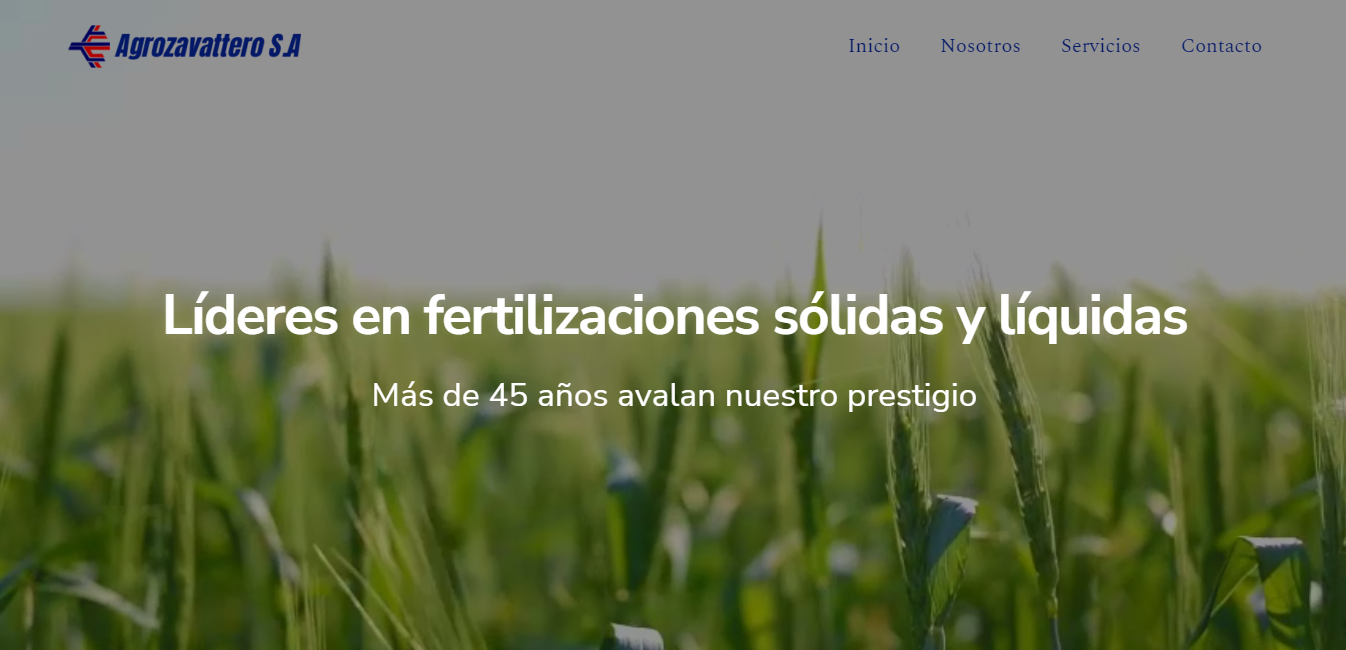 Agrozavattero S.A
Inicio Nosotros Servicios Contacto
Líderes en fertilizaciones sólidas y líquidas
Más de 45 años avalan nuestro prestigio